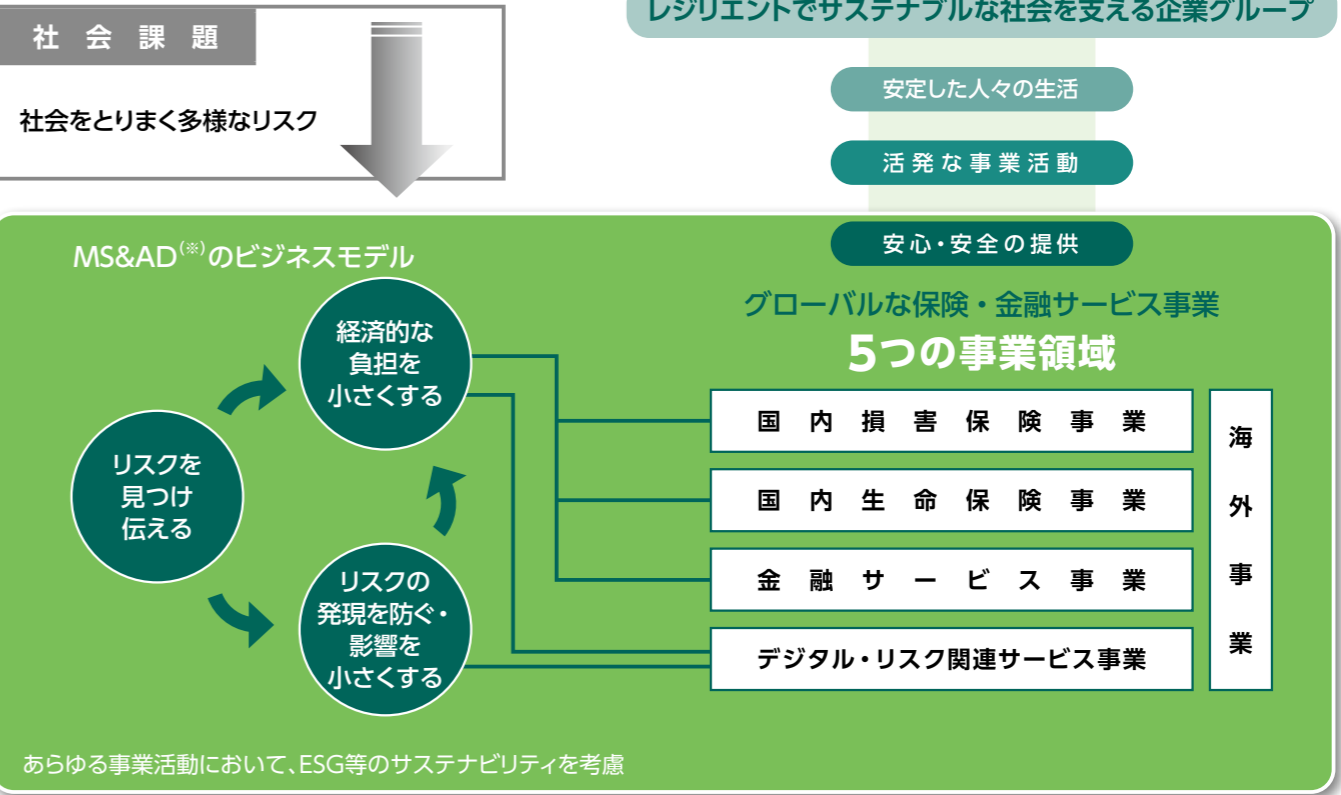 レジリエントでサステナブルな社会を支える企業グループ
社会課題
社会をとりまく多様なリスク
安定した人々の生活
活発な事業活動
安心・安全の提供
MS&AD(※)のビジネスモデル
グローバルな保険・金融サービス事業
5つの事業領域
リスクを
見つけ
伝える
経済的な
負担を
小さくする
リスクの
発現を防ぐ・
影響を
小さくする
国内損害保険事業
国内生命保険事業
金融サービス事業
デジタル・リスク関連サービス事業
海外事業
あらゆる事業活動において、ESG等のサステナビリティを考慮